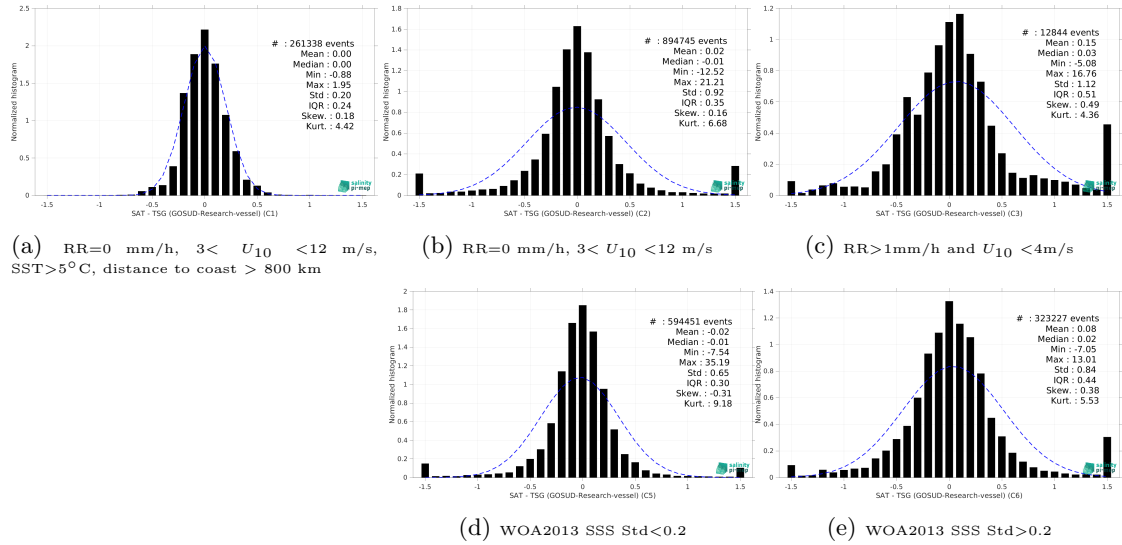 2.5
2
1.5
1
0.5
0
Normalized histogram
# : 261338 events
Mean : 0.00
Median : 0.00
Min : -0.88
Max : 1.95
Std : 0.20
IQR : 0.24
Skew. : 0.18
Kurt. : 4.42
salinity
pi-mep
-1.5 -1 -0.5 0 0.5 1 1.5
SAT - TSG (GOSUD-Research-vessel) (C1)
(a) RR=0 mm/h, 3< U10 <12 m/s,
SST>5°C, distance to coast > 800 km
1.8
1.6
1.4
1.2
1
0.8
0.6
0.4
0.2
0
Normalized histogram
# : 894745 events
Mean : 0.02
Median : -0.01
Min : -12.52
Max : 21.21
Std : 0.92
IQR : 0.35
Skew. : 0.16
Kurt. : 6.68
salinity
pi-mep
-1.5 -1 -0.5 0 0.5 1 1.5
SAT - TSG (GOSUD-Research-vessel) (C2)
(b) RR=0 mm/h, 3< U10 <12 m/s
1.2
1
0.8
0.6
0.4
0.2
0
Normalized histogram
# : 12844 events
Mean : 0.15
Median : 0.03
Min : -5.08
Max : 16.76
Std : 1.12
IQR : 0.51
Skew. : 0.49
Kurt. : 4.36
salinity
pi-mep
-1.5 -1 -0.5 0 0.5 1 1.5
SAT - TSG (GOSUD-Research-vessel) (C3)
(c) RR>1mm/h and U10 <4m/s
2
1.8
1.6
1.4
1.2
1
0.8
0.6
0.4
0.2
0
Normalized histogram
# : 594451 events
Mean : -0.02
Median : -0.01
Min : -7.54
Max : 35.19
Std : 0.65
IQR : 0.30
Skew. : -0.31
Kurt. : 9.18
salinity
pi-mep
-1.5 -1 -0.5 0 0.5 1 1.5
SAT - TSG (GOSUD-Research-vessel) (C5)
(d) WOA2013 SSS Std<0.2
1.4
1.2
1
0.8
0.6
0.4
0.2
0
Normalized histogram
# : 323227 events
Mean : 0.08
Median : 0.02
Min : -7.05
Max : 13.01
Std : 0.84
IQR : 0.44
Skew. : 0.38
Kurt. : 5.53
salinity
pi-mep
-1.5 -1 -0.5 0 0.5 1 1.5
SAT - TSG (GOSUD-Research-vessel) (C6)
(e) WOA2013 SSS Std>0.2